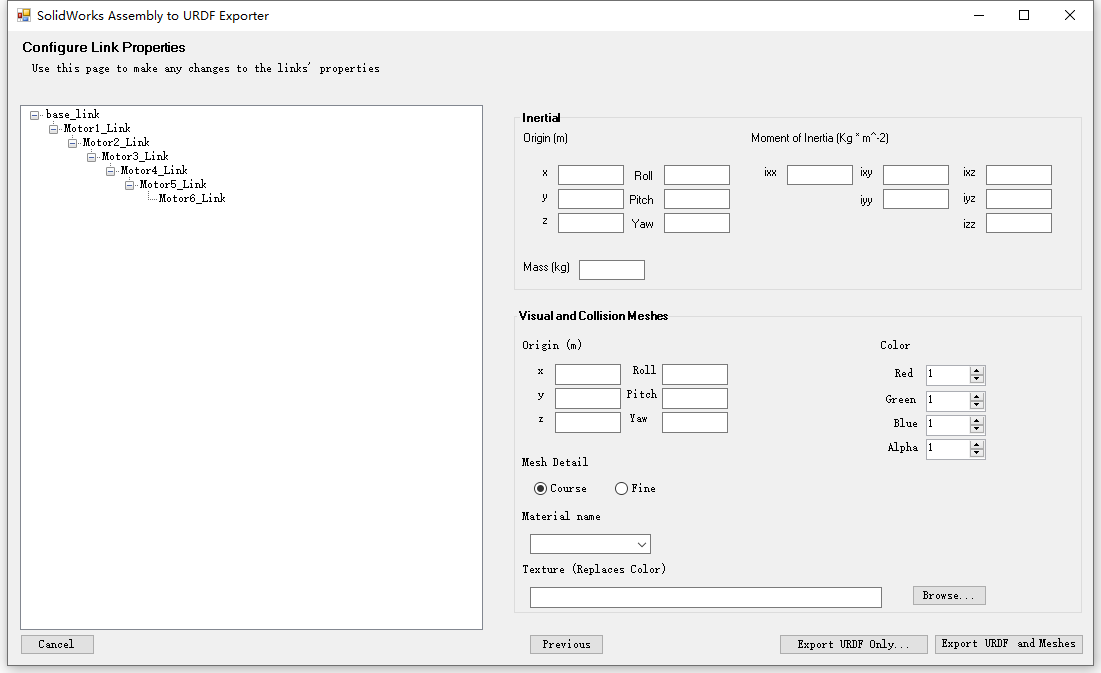 SolidWorks Assembly to URDF Exporter
Configure Link Properties
Use this page to make any changes to the links' properties
base_link
Motor1_Link
Motor2_Link
Motor3_Link
Motor4_Link
Motor5_Link
Motor6_Link
Inertial
Origin (m)
Moment of Inertia (Kg * m^-2)
x Roll ixx ixy ixz
y Pitch iyy iyz
z Yaw izz
Mass (kg)
Visual and Collision Meshes
Origin (m)
x Roll
y Pitch
z Yaw
Color
Red 1
Green 1
Blue 1
Alpha 1
Mesh Detail
Course Fine
Material name
Texture (Replaces Color)
Browse...
Cancel
Previous
Export URDF Only...
Export URDF and Meshes